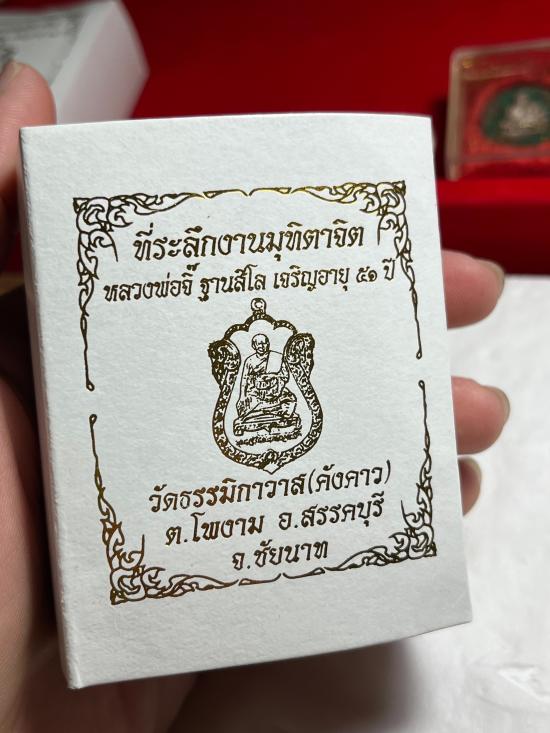 ที่ระลึกงานมุทิตาจิต
หลวงพ่อจิ๊ ฐานสีโล เจริญอายุ ๕๑ ปี
วัดธรรมิกาวาส(ค้งคาว)
ต.โพงาม อ.สรรคบุรี
จ.ชัยนาท